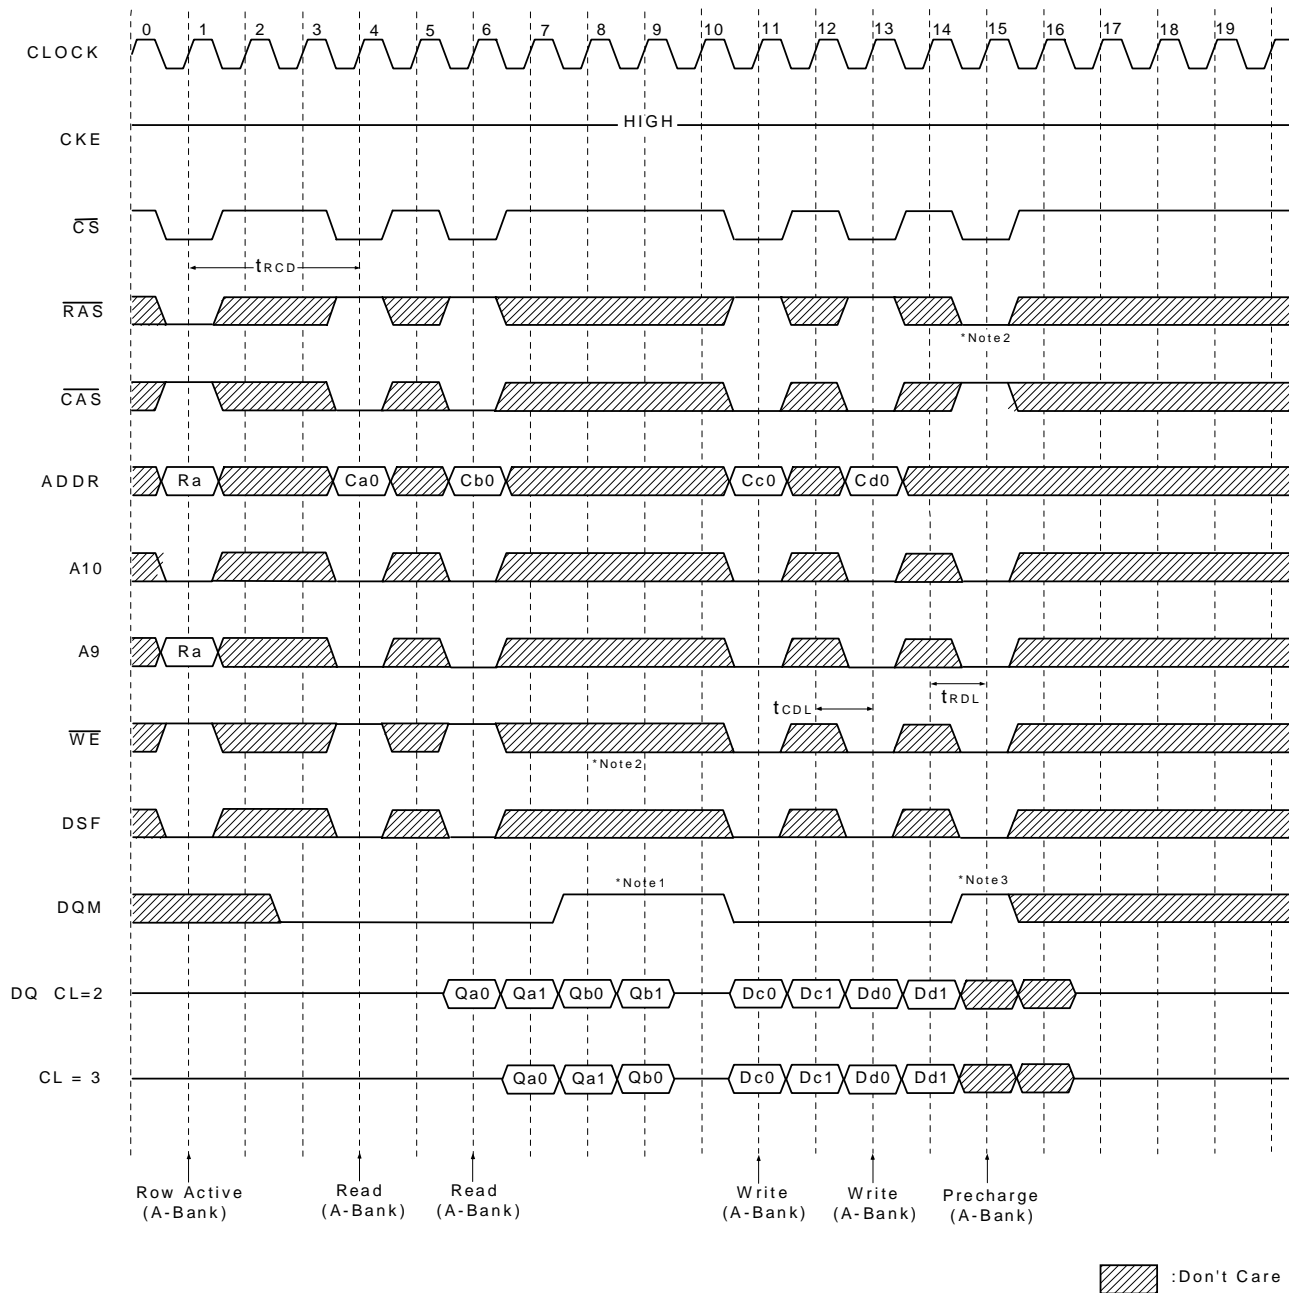 0 1 2 3 4 5 6 7 8 9 10 11 12 13 14 15 16 17 18 19
CLOCK
HIGH
CKE
CS
tRCD
RAS
*Note2
CAS
ADDR Ra Ca0 Cb0 Cc0 Cd0
A10
A9 Ra
tCDL tRDL
WE
*Note2
DSF
*Note1 *Note3
DQM
DQ CL=2 Qa0 Qa1 Qb0 Qb1 Dc0 Dc1 Dd0 Dd1
CL = 3 Qa0 Qa1 Qb0 Dc0 Dc1 Dd0 Dd1
Row Active Read Read Write Write Precharge
(A-Bank) (A-Bank) (A-Bank) (A-Bank) (A-Bank) (A-Bank)
:Don't Care